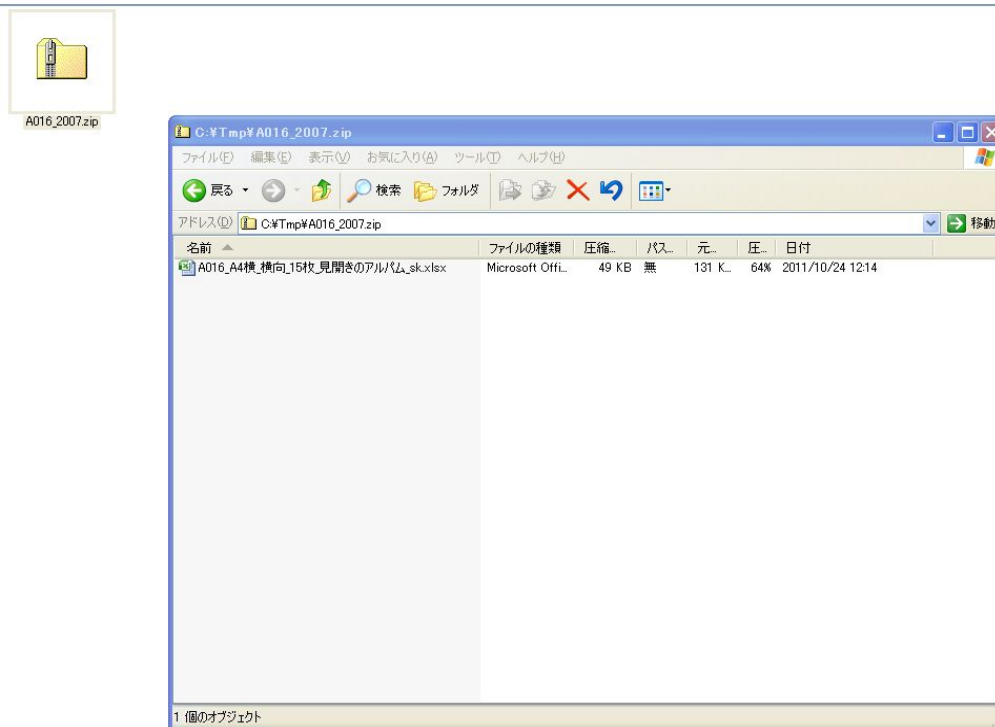 A016_2007.zip
C:¥Tmp¥A016_2007.zip
ファイル(F) 編集(E) 表示(V) お気に入り(A) ツール(T) ヘルプ(H)
戻る 検索 フォルダ
アドレス(D) C:¥Tmp¥A016_2007.zip 移動
名前 ファイルの種類 圧縮... パス... 元... 圧... 日付
A016_A4横_横向_15枚_見開きのアルバム_sk.xlsx Microsoft Offi... 49 KB 無 131 K... 64% 2011/10/24 12:14
1 個のオブジェクト